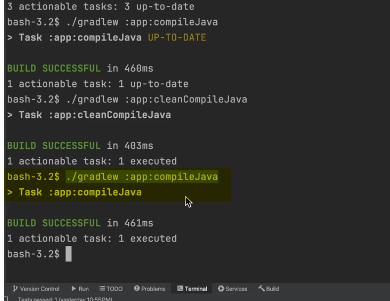 3 actionable tasks: 3 up-to-date
bash-3.2$ ./gradlew :app:compileJava
> Task :app:compileJava UP-TO-DATE
BUILD SUCCESSFUL in 460ms
1 actionable task: 1 up-to-date
bash-3.2$ ./gradlew :app:cleanCompileJava
> Task :app:cleanCompileJava
BUILD SUCCESSFUL in 403ms
1 actionable task: 1 executed
bash-3.2$ ./gradlew :app:compileJava
> Task :app:compileJava
BUILD SUCCESSFUL in 461ms
1 actionable task: 1 executed
bash-3.2$
Version Control Run TODO Problems Terminal Services Build
Tests passed: 1 (yesterday 10:55 PM)